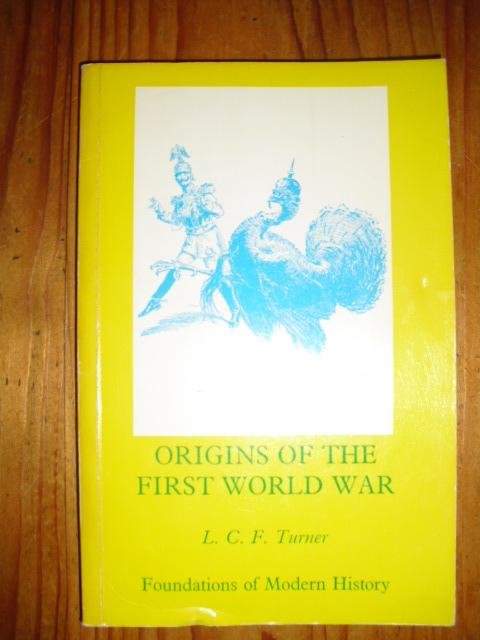 ORIGINS OF THE
FIRST WORLD WAR
L. C. F. Turner
Foundations of Modern History